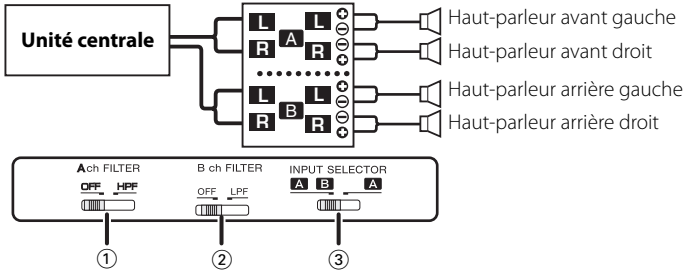 Unité centrale
L L ⊕
A ⊖ Haut-parleur avant gauche
R R ⊖ ⊕ Haut-parleur avant droit
L L ⊕ ⊖ Haut-parleur arrière gauche
B
R R ⊖ ⊕ Haut-parleur arrière droit
A ch FILTER B ch FILTER INPUT SELECTOR
OFF HPF OFF LPF A B A
① ② ③